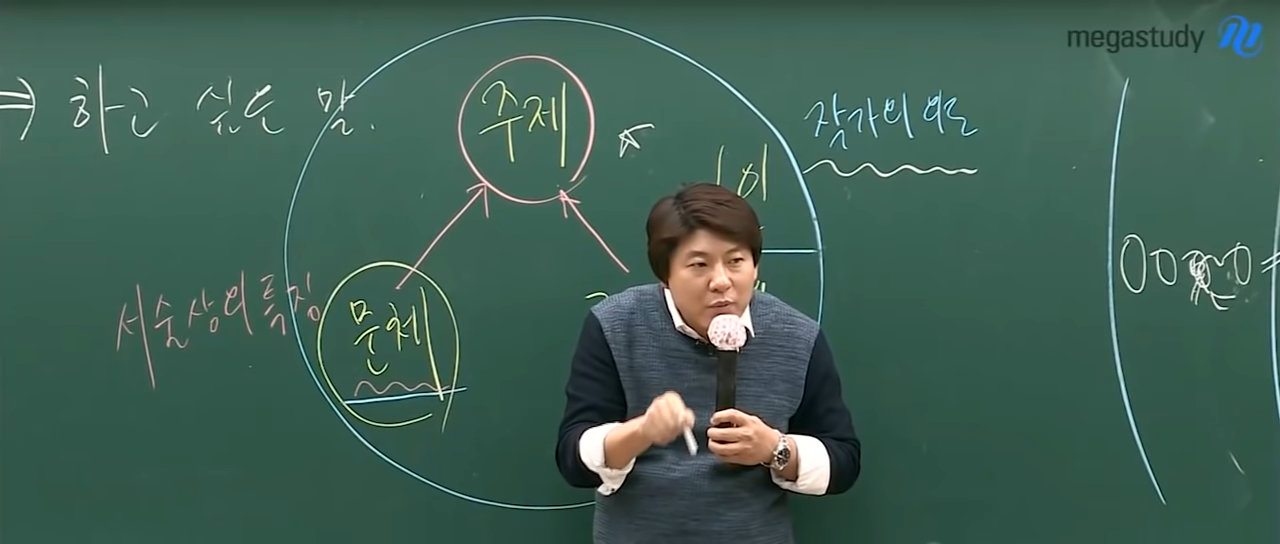 megastudy
⇒ 하고 싶은 말.
주제
작가의 의도
서술상의 특징
문체